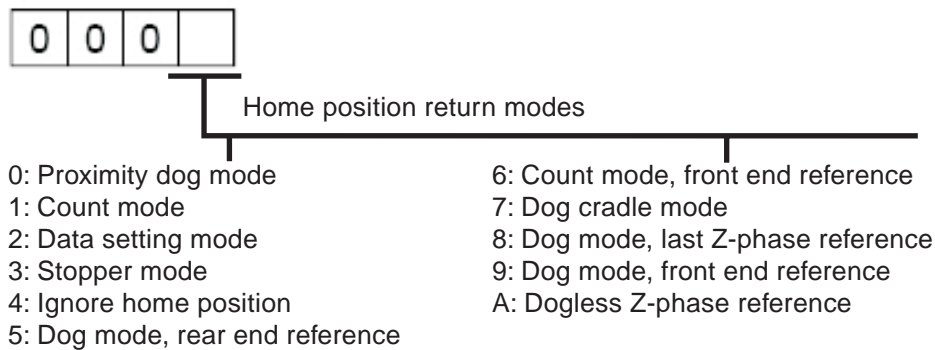 0 0 0
Home position return modes
0: Proximity dog mode
1: Count mode
2: Data setting mode
3: Stopper mode
4: Ignore home position
5: Dog mode, rear end reference
6: Count mode, front end reference
7: Dog cradle mode
8: Dog mode, last Z-phase reference
9: Dog mode, front end reference
A: Dogless Z-phase reference